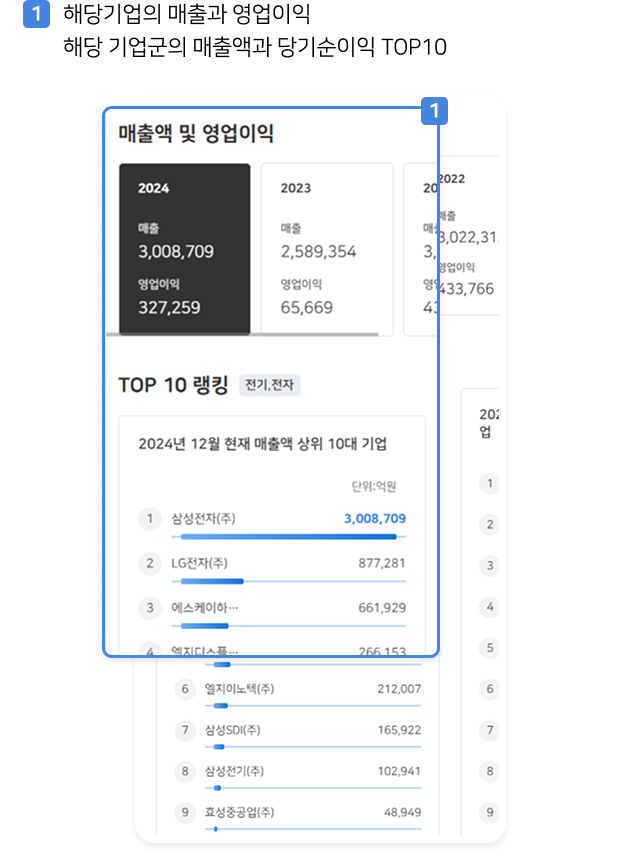 1 해당기업의 매출과 영업이익
해당 기업군의 매출액과 당기순이익 TOP10
1
매출액 및 영업이익
2024
매출
3,008,709
영업이익
327,259
2023
매출
2,589,354
영업이익
65,669
20
매출
3,
영업
43
2022
매출
3,022,31
영업이익
433,766
TOP 10 랭킹 전기,전자
2024년 12월 현재 매출액 상위 10대 기업
단위:억원
1 삼성전자(주) 3,008,709
2 LG전자(주) 877,281
3 에스케이하··· 661,929
4 엘지디스플··· 266,153
6 엘지이노텍(주) 212,007
7 삼성SDI(주) 165,922
8 삼성전기(주) 102,941
9 효성중공업(주) 48,949
202
업
1
2
3
4
5
6
7
8
9